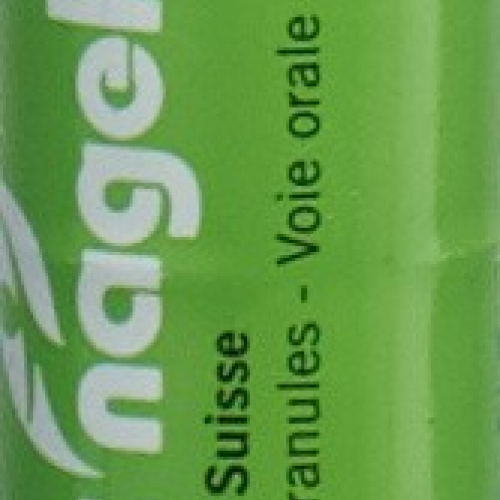 nagel
Suisse
ranules - Voie orale